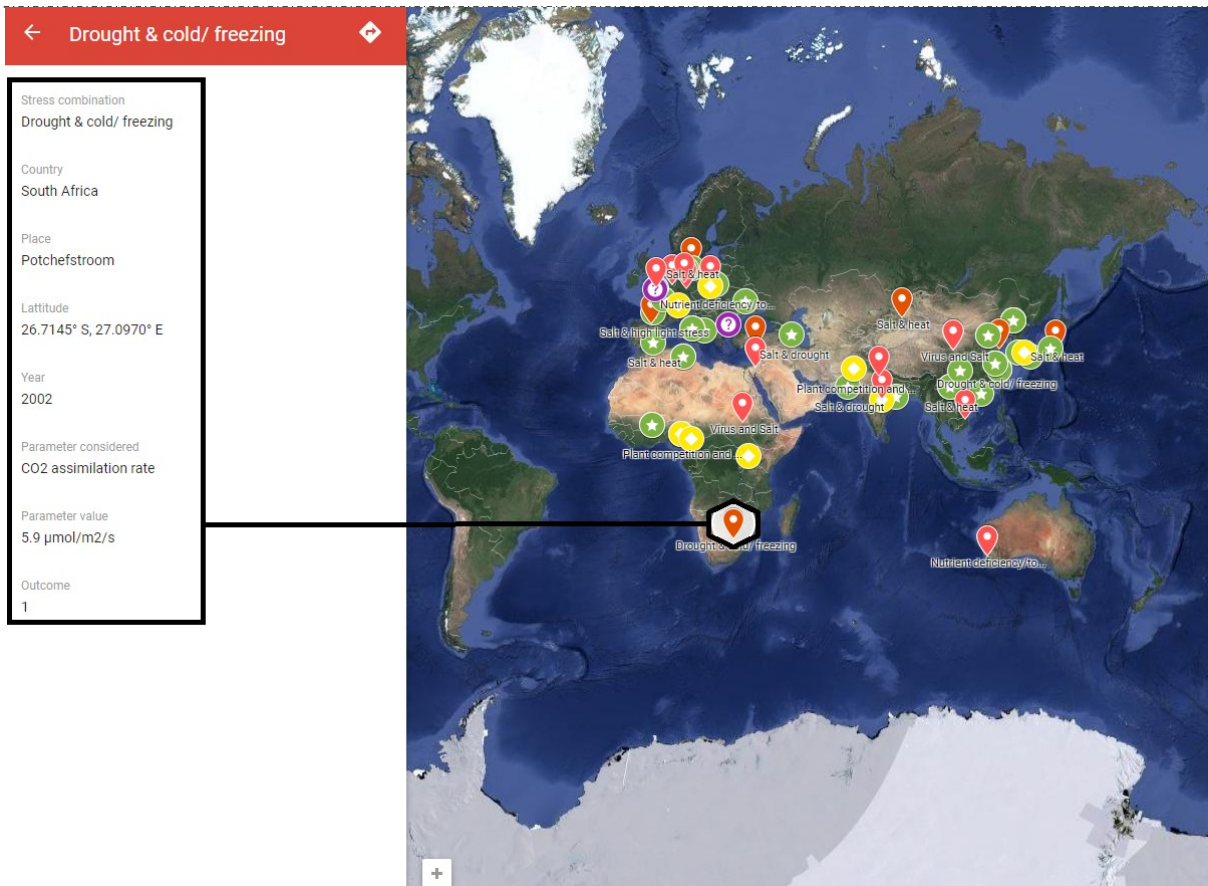 Drought & cold/ freezing
Stress combination
Drought & cold/ freezing
Country
South Africa
Place
Potchefstroom
Lattitude
26.7145° S, 27.0970° E
Year
2002
Parameter considered
CO2 assimilation rate
Parameter value
5.9 µmol/m2/s
Outcome
1
Salt & heat
Nutrient deficiency/to...
Salt & high light stress
Salt & heat
Salt & drought
Salt & heat
Virus and Salt
Salt & heat
Plant competition and ...
Drought & cold/ freezing
Salt & drought
Salt & heat
Virus and Salt
Plant competition and ...
Drought & cold/ freezing
Nutrient deficiency/to...
?
?
+